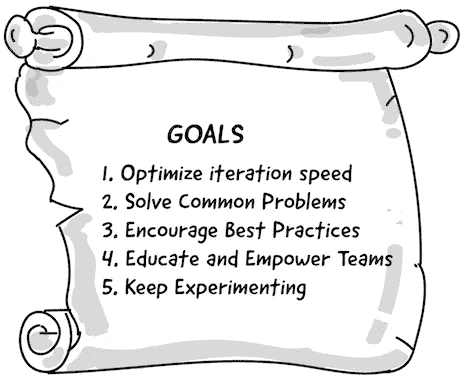 GOALS
1. Optimize iteration speed
2. Solve Common Problems
3. Encourage Best Practices
4. Educate and Empower Teams
5. Keep Experimenting